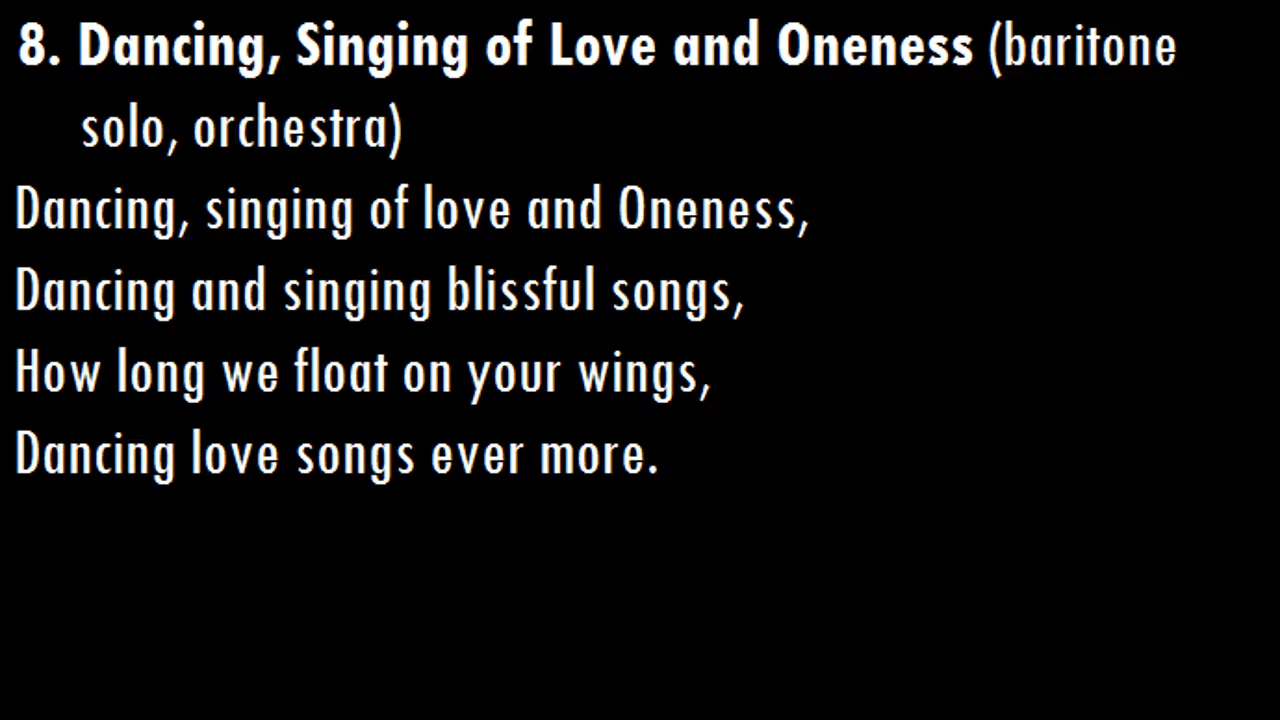 8. Dancing, Singing of Love and Oneness (baritone
solo, orchestra)
Dancing, singing of love and Oneness,
Dancing and singing blissful songs,
How long we float on your wings,
Dancing love songs ever more.